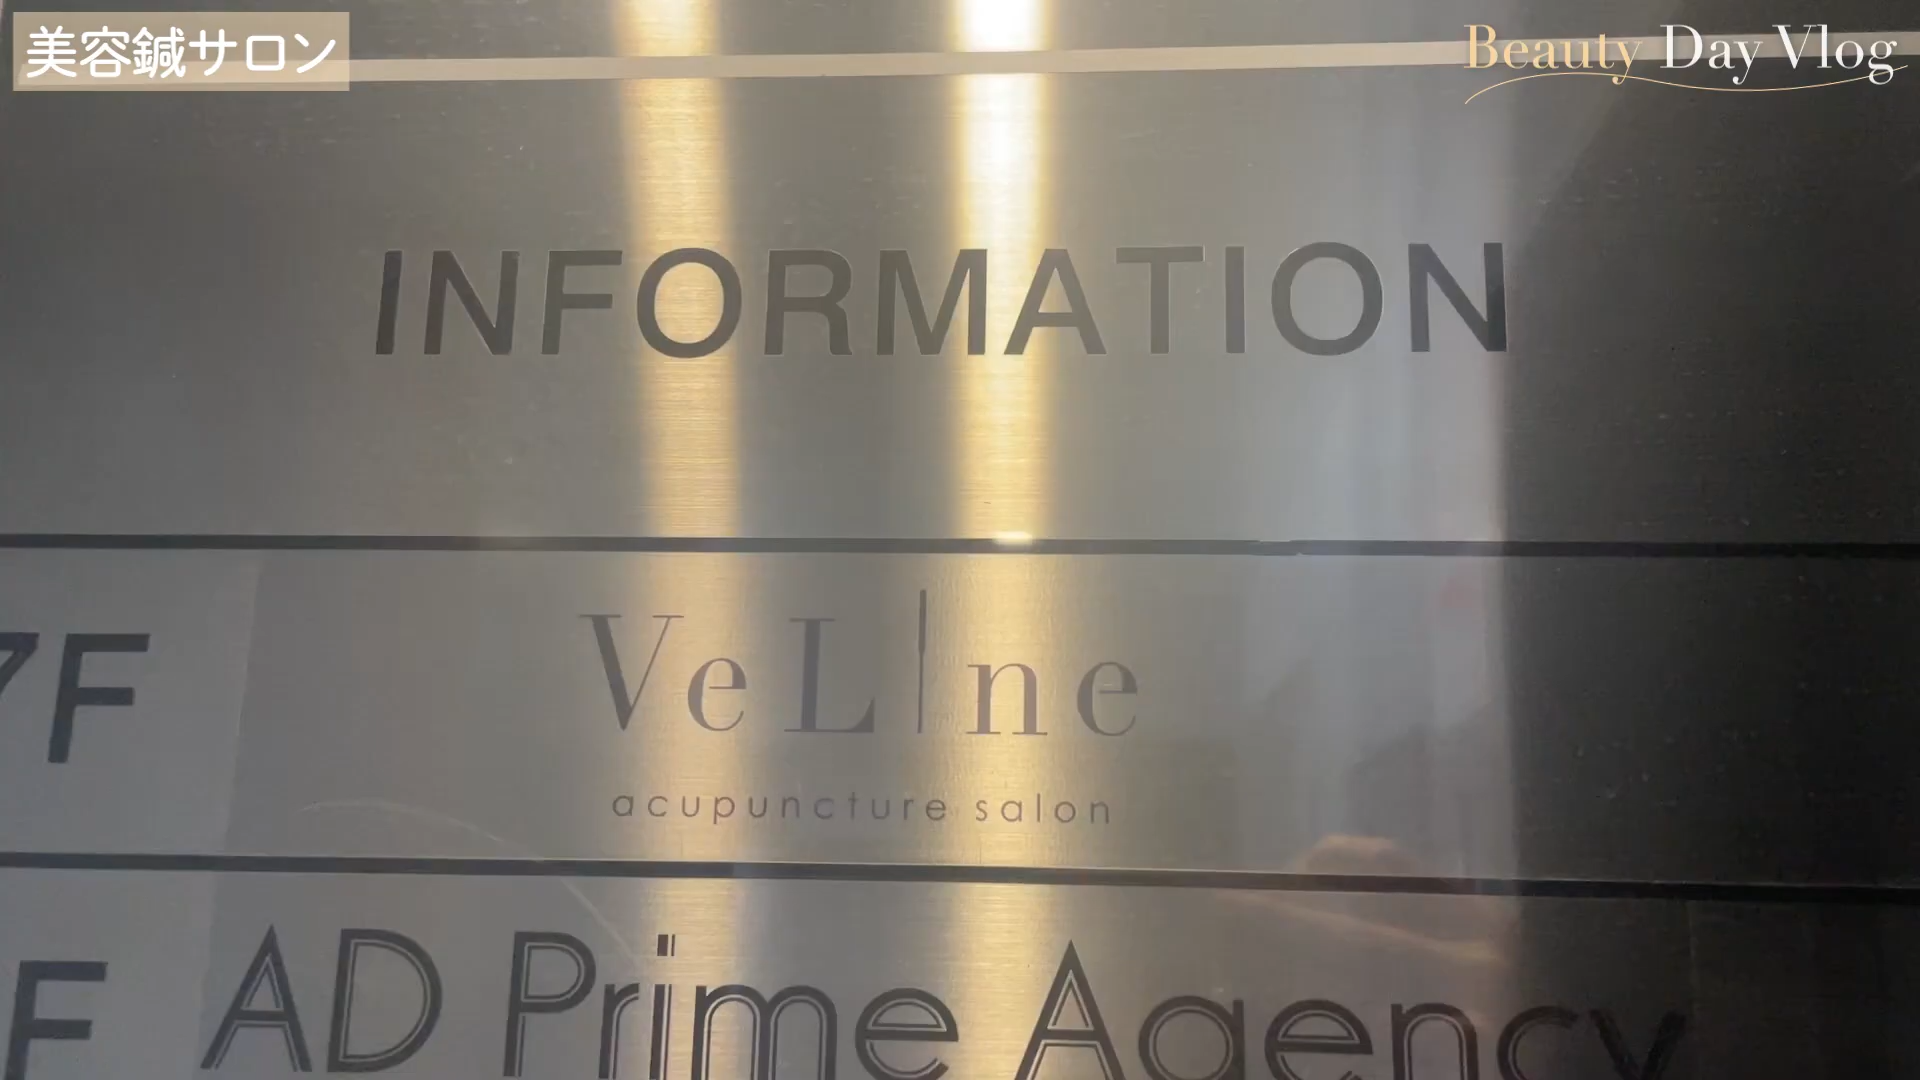 美容鍼サロン
Beauty Day Vlog
INFORMATION
7F
VeLine
acupuncture salon
F
AD Prime Agency